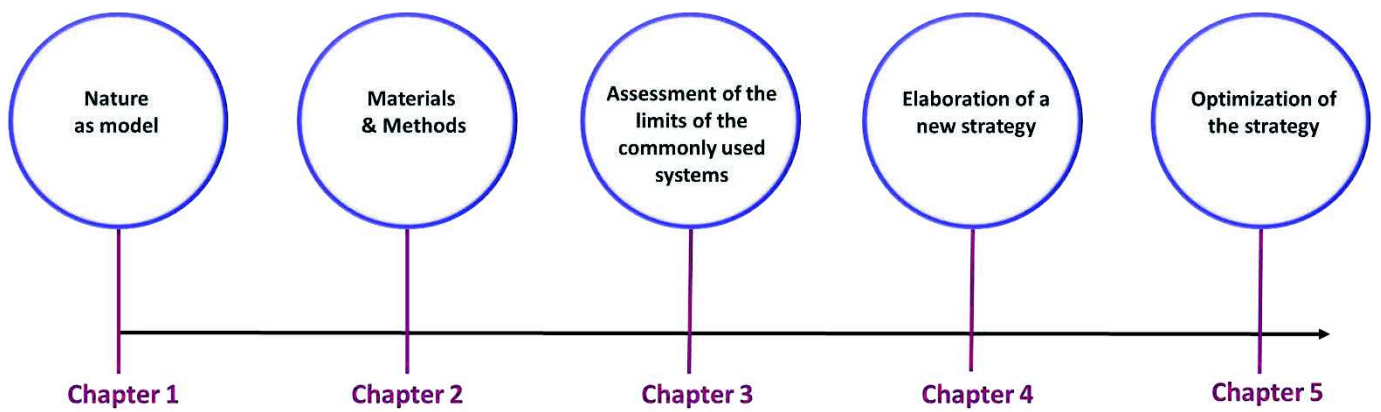 Nature
as model
Materials
& Methods
Assessment of the
limits of the
commonly used
systems
Elaboration of a
new strategy
Optimization of
the strategy
Chapter 1
Chapter 2
Chapter 3
Chapter 4
Chapter 5